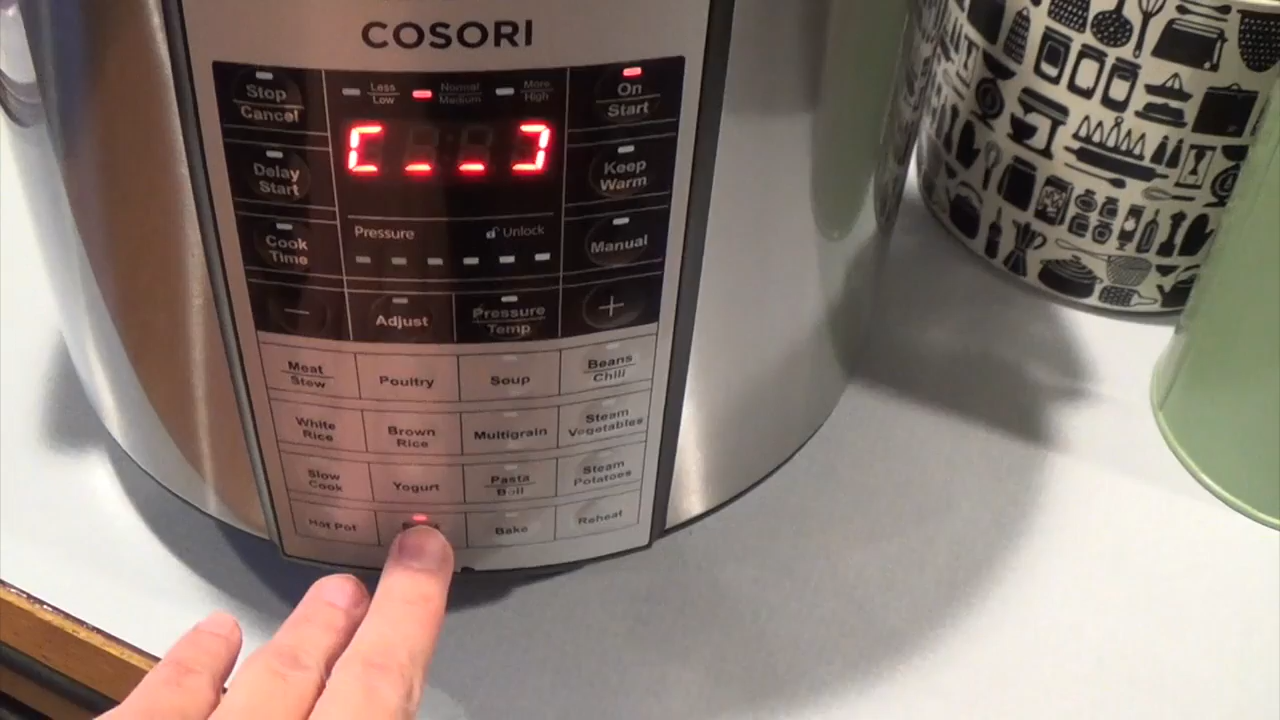 COSORI
Stop
Cancel
Less
Low
Normal
Medium
More
High
On
Start
Delay
Start
Keep
Warm
Cook
Time
Pressure
Unlock
Manual
−
Adjust
Pressure
Temp
+
Meat
Stew
Poultry
Soup
Beans
Chili
White
Rice
Brown
Rice
Multigrain
Steam
Vegetables
Slow
Cook
Yogurt
Pasta
Boil
Steam
Potatoes
Hot Pot
Bake
Reheat